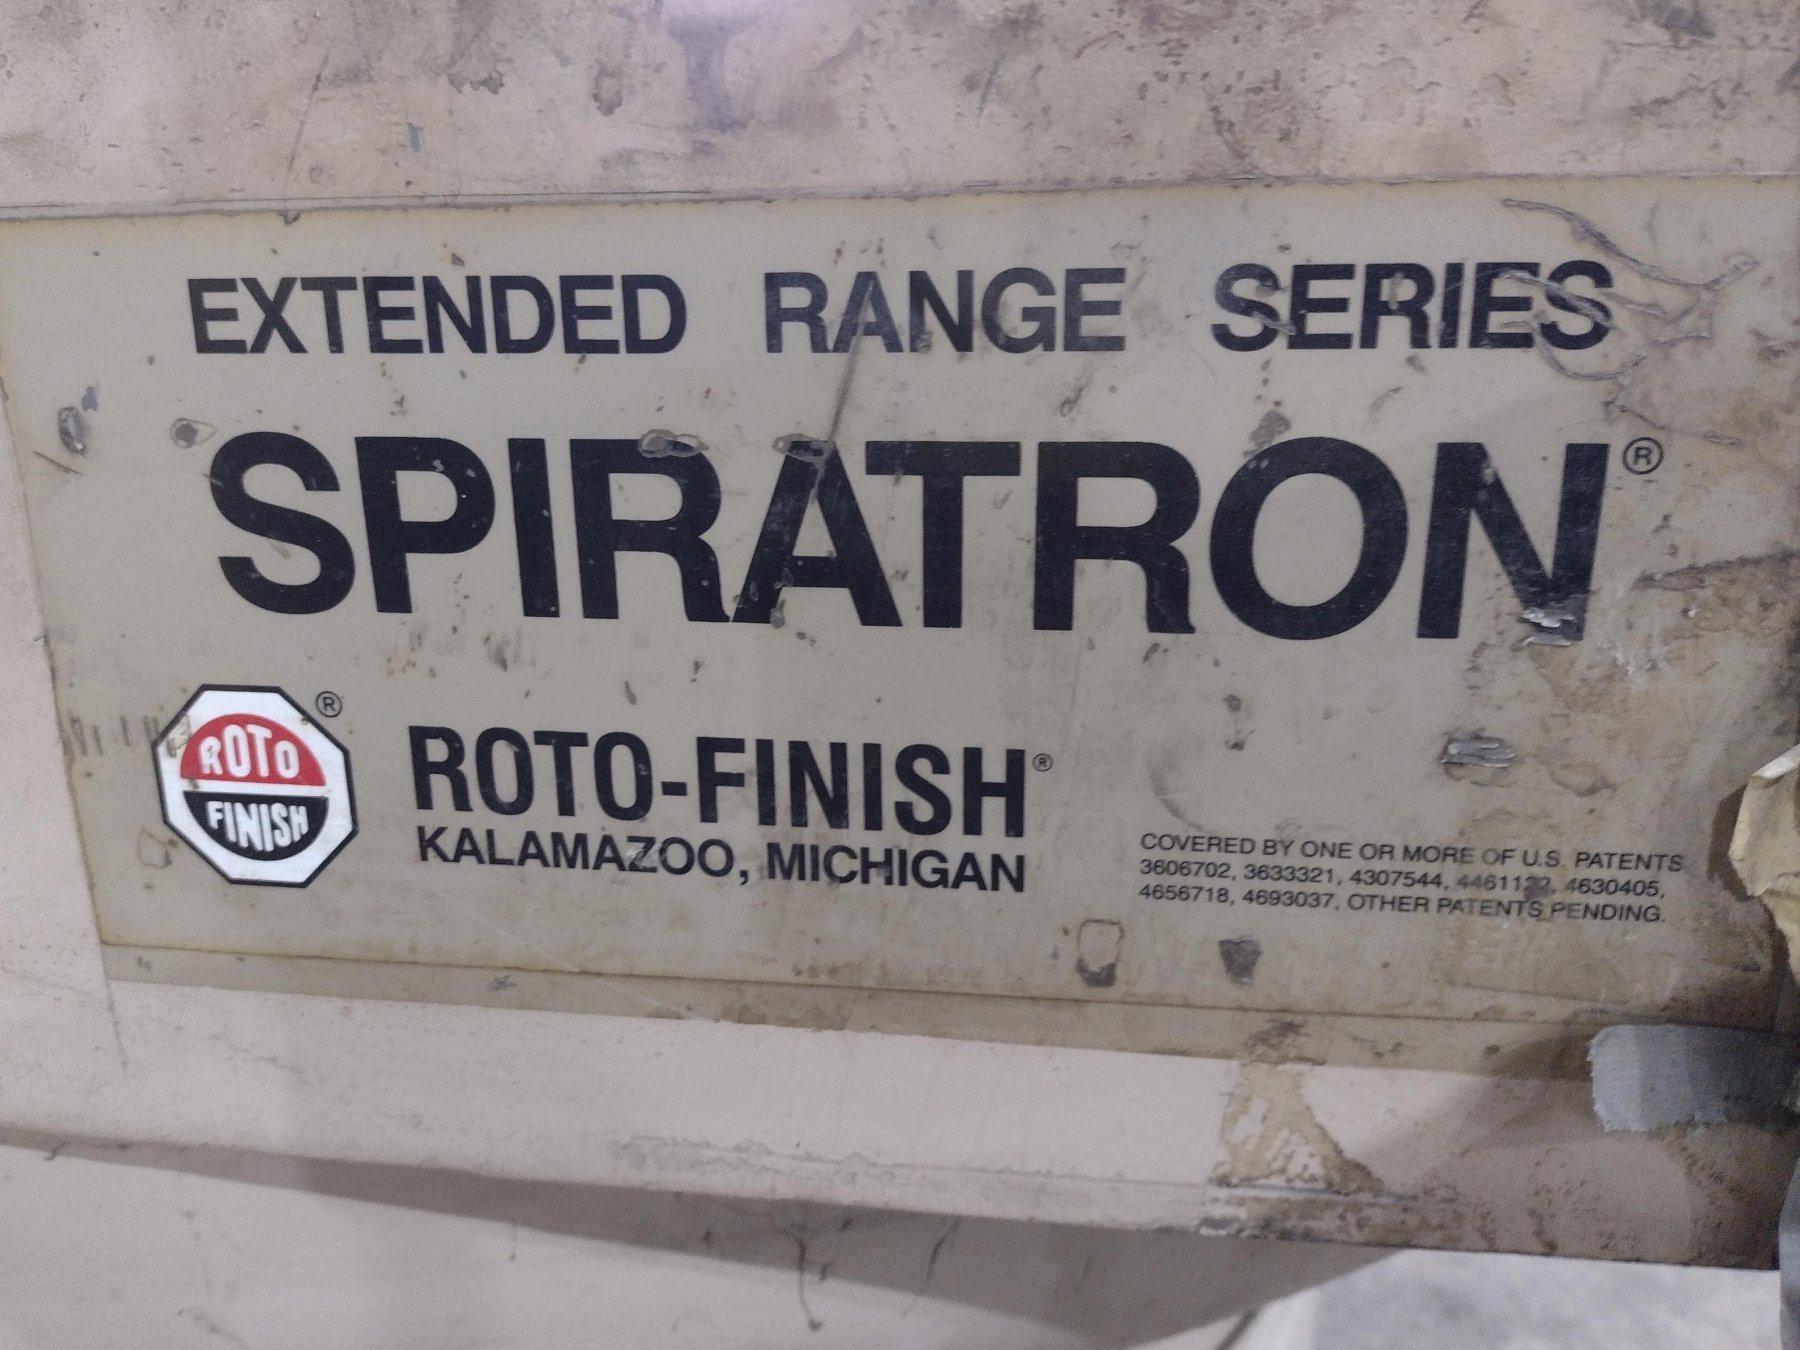 EXTENDED RANGE SERIES
SPIRATRON®
ROTO
FINISH
®
ROTO-FINISH®
KALAMAZOO, MICHIGAN
COVERED BY ONE OR MORE OF U.S. PATENTS
3606702, 3633321, 4307544, 4630405,
4656718, 4693037, OTHER PATENTS PENDING.